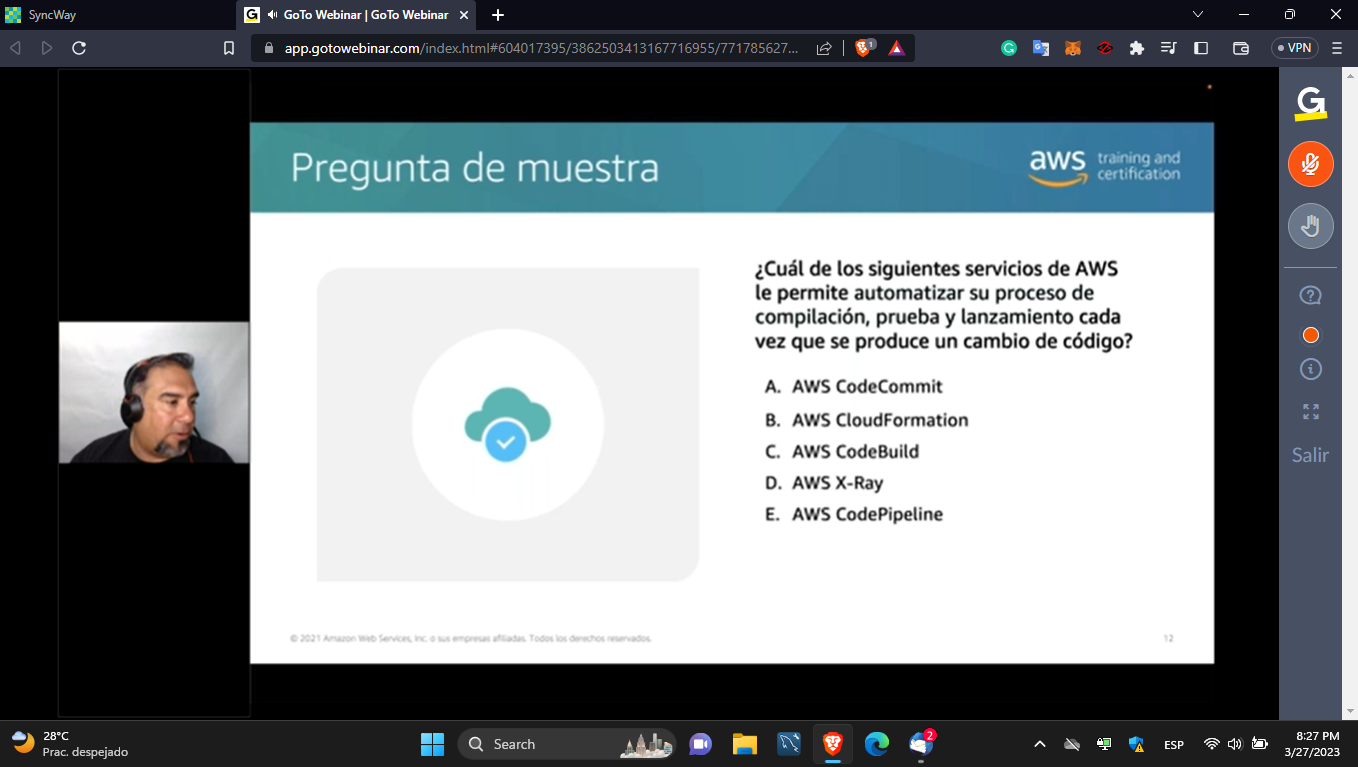 SyncWay
GoTo Webinar | GoTo Webinar
app.gotowebinar.com/index.html#604017395/3862503413167716955/771785627...
1
VPN
G
Pregunta de muestra
aws training and certification
¿Cuál de los siguientes servicios de AWS
le permite automatizar su proceso de
compilación, prueba y lanzamiento cada
vez que se produce un cambio de código?
A. AWS CodeCommit
B. AWS CloudFormation
C. AWS CodeBuild
D. AWS X-Ray
E. AWS CodePipeline
© 2021 Amazon Web Services, Inc. o sus empresas afiliadas. Todos los derechos reservados.
12
Salir
28°C
Prac. despejado
Search
2
ESP
8:27 PM
3/27/2023